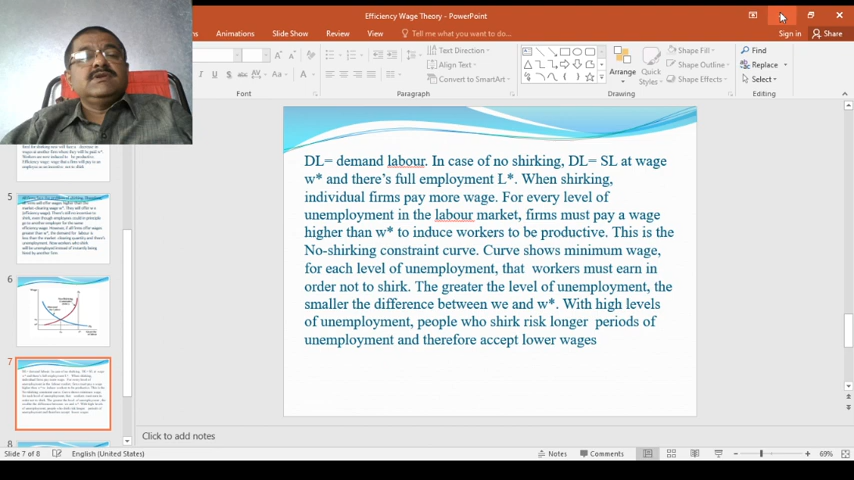 Efficiency Wage Theory - PowerPoint
Animations Slide Show Review View Tell me what you want to do...
Sign in Share
Text Direction
Align Text
Convert to SmartArt
Arrange
Quick
Styles
Shape Fill
Shape Outline
Shape Effects
Find
Replace
Select
Font Paragraph Drawing Editing
5
6
7
8
DL= demand labour. In case of no shirking, DL= SL at wage
w* and there's full employment L*. When shirking,
individual firms pay more wage. For every level of
unemployment in the labour market, firms must pay a wage
higher than w* to induce workers to be productive. This is the
No-shirking constraint curve. Curve shows minimum wage,
for each level of unemployment, that workers must earn in
order not to shirk. The greater the level of unemployment, the
smaller the difference between we and w*. With high levels
of unemployment, people who shirk risk longer periods of
unemployment and therefore accept lower wages
Click to add notes
Slide 7 of 8 English (United States) Notes Comments 69%